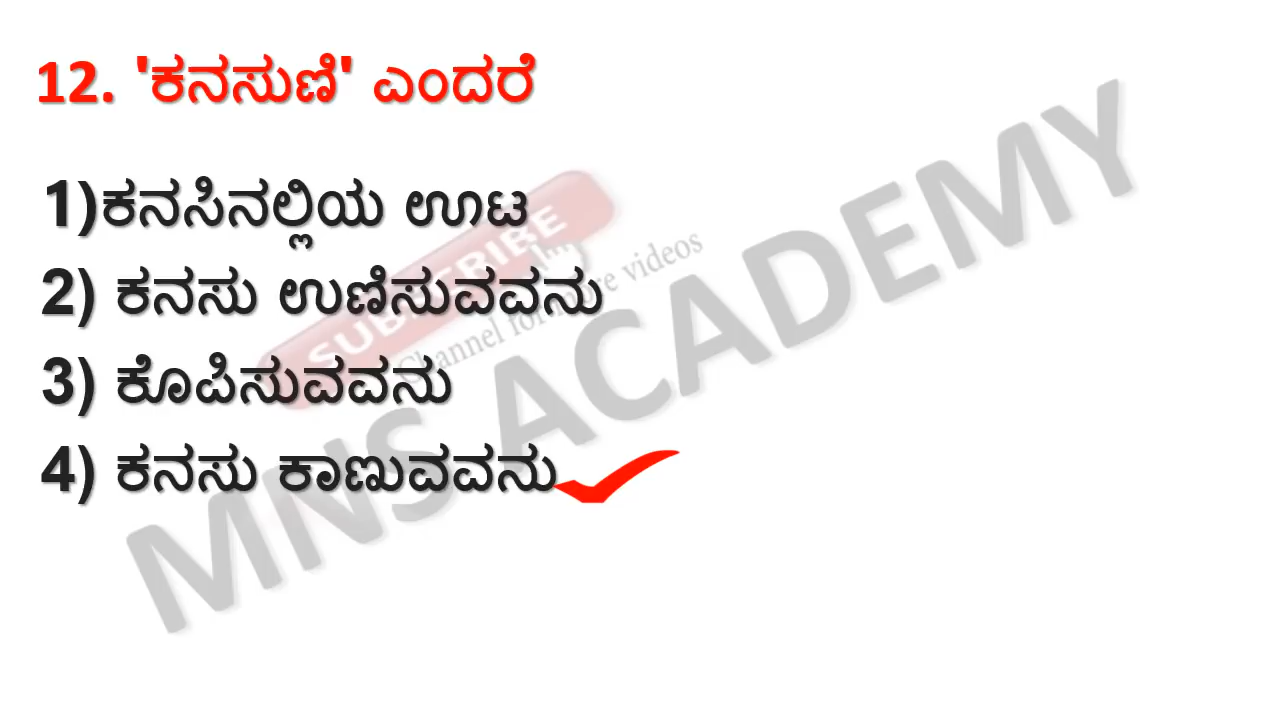 12. 'ಕನಸುಣಿ' ಎಂದರೆ
1)ಕನಸಿನಲ್ಲಿಯ ಊಟ
2) ಕನಸು ಉಣಿಸುವವನು
3) ಕೊಪಿಸುವವನು
4) ಕನಸು ಕಾಣುವವನು
SUBSCRIBE
Channel for more videos
MNS ACADEMY